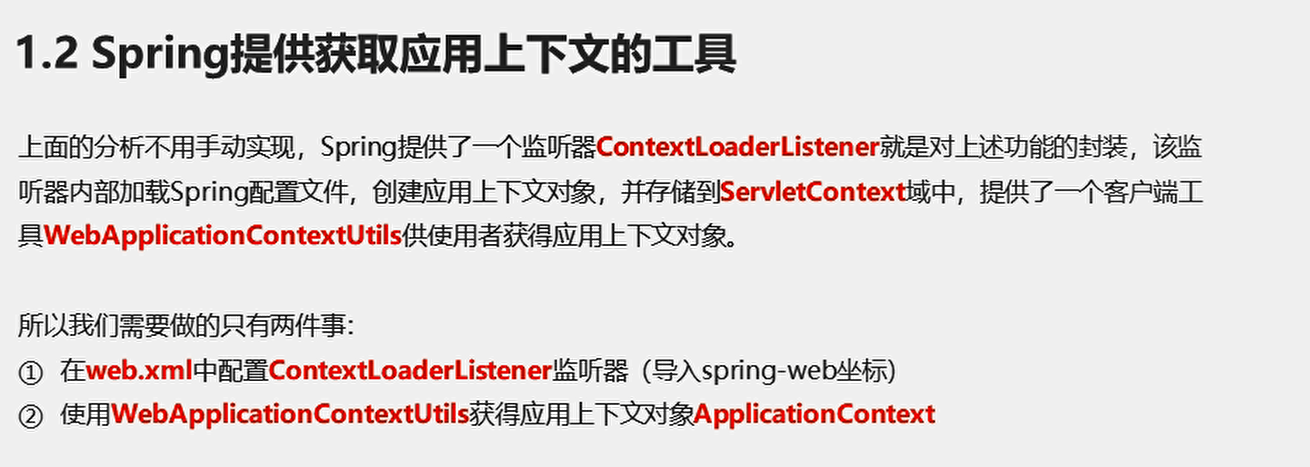 1.2 Spring提供获取应用上下文的工具
上面的分析不用手动实现，Spring提供了一个监听器ContextLoaderListener就是对上述功能的封装，该监
听器内部加载Spring配置文件，创建应用上下文对象，并存储到ServletContext域中，提供了一个客户端工
具WebApplicationContextUtils供使用者获得应用上下文对象。
所以我们需要做的只有两件事：
① 在web.xml中配置ContextLoaderListener监听器（导入spring-web坐标）
② 使用WebApplicationContextUtils获得应用上下文对象ApplicationContext